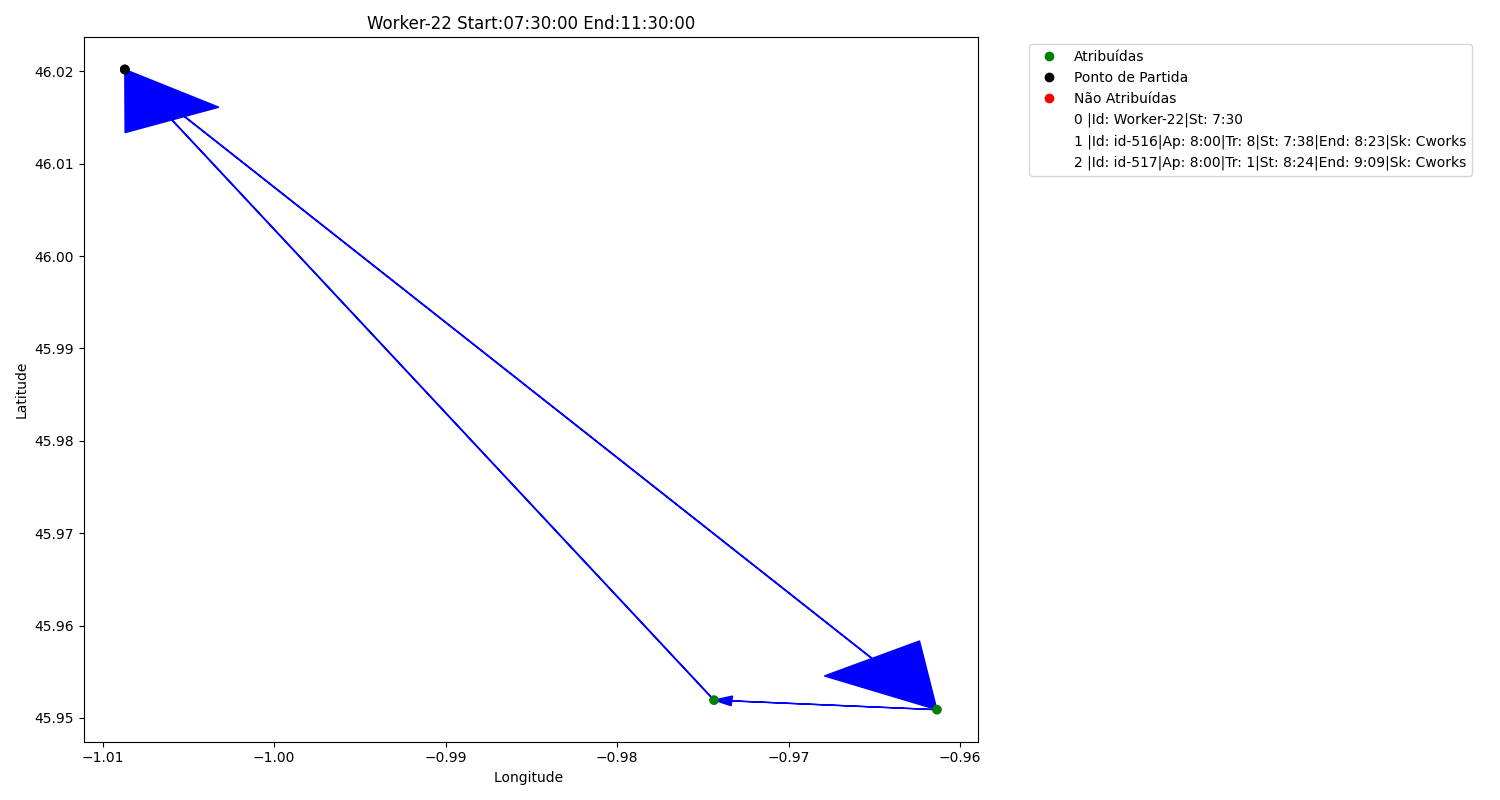 Worker-22 Start:07:30:00 End:11:30:00
Atribuídas
Ponto de Partida
Não Atribuídas
0 |Id: Worker-22|St: 7:30
1 |Id: id-516|Ap: 8:00|Tr: 8|St: 7:38|End: 8:23|Sk: Cworks
2 |Id: id-517|Ap: 8:00|Tr: 1|St: 8:24|End: 9:09|Sk: Cworks
46.02
46.01
46.00
45.99
45.98
45.97
45.96
45.95
Latitude
−1.01
−1.00
−0.99
−0.98
−0.97
−0.96
Longitude